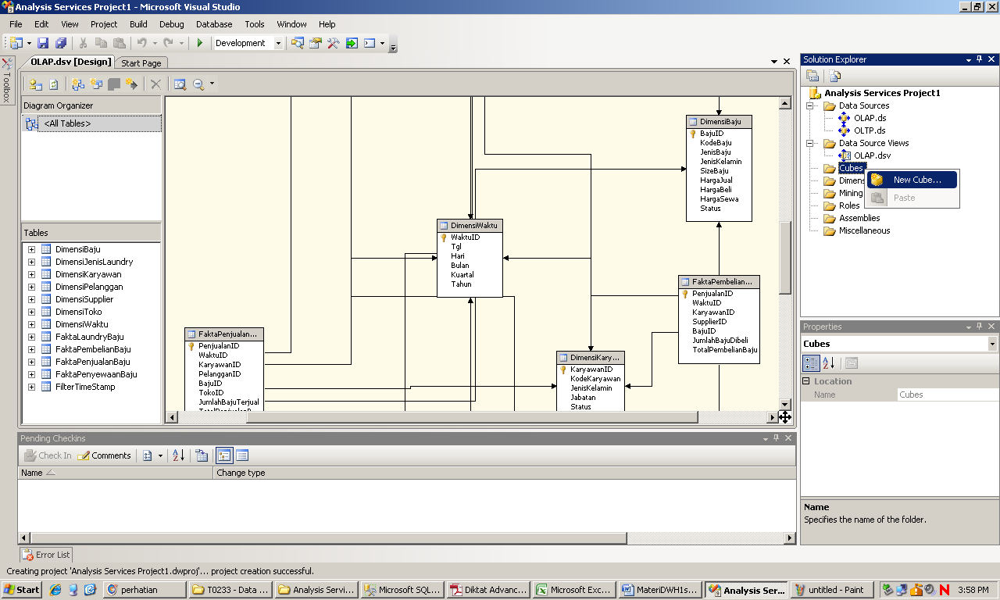 Analysis Services Project1 - Microsoft Visual Studio
File Edit View Project Build Debug Database Tools Window Help
Development
Toolbox
OLAP.dsv [Design] Start Page
Diagram Organizer
<All Tables>
Tables
DimensiBaju
DimensiJenisLaundry
DimensiKaryawan
DimensiPelanggan
DimensiSupplier
DimensiToko
DimensiWaktu
FaktaLaundryBaju
FaktaPembelianBaju
FaktaPenjualanBaju
FaktaPenyewaanBaju
FilterTimeStamp
DimensiBaju
BajuID
KodeBaju
JenisBaju
JenisKelamin
SizeBaju
HargaJual
HargaBeli
HargaSewa
Status
DimensiWaktu
WaktuID
Tgl
Hari
Bulan
Kuartal
Tahun
FaktaPembelian...
PenjualanID
WaktuID
KaryawanID
SupplierID
BajuID
JumlahBajuDibeli
TotalPembelianBaju
FaktaPenjualan...
PenjualanID
WaktuID
KaryawanID
PelangganID
BajuID
TokoID
JumlahBajuTerjual
DimensiKary...
KaryawanID
KodeKaryawan
JenisKelamin
Jabatan
Status
Solution Explorer
Analysis Services Project1
Data Sources
OLAP.ds
OLTP.ds
Data Source Views
OLAP.dsv
Cubes
Dimens
Mining
Roles
Assemblies
Miscellaneous
New Cube...
Paste
Properties
Cubes
Location
Name Cubes
Name
Specifies the name of the folder.
Pending Checkins
Check In Comments
Name Change type
Error List
Creating project 'Analysis Services Project1.dwproj'... project creation successful.
Start perhatian T0233 - Data ... Analysis Servi... Microsoft SQL... Diktat Advanc... Microsoft Exc... MateriDWH1s... Analysis Ser... untitled - Paint 3:58 PM